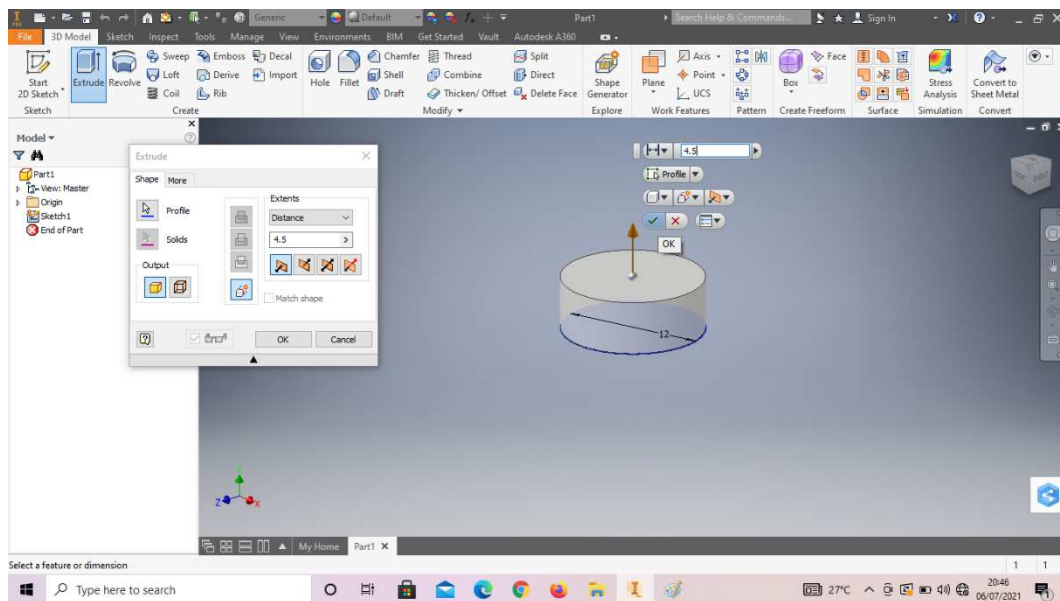 Generic
Default
Part1
Search Help & Commands...
Sign In
File 3D Model Sketch Inspect Tools Manage View Environments BIM Get Started Vault Autodesk A360
Start 2D Sketch
Extrude
Revolve
Sweep
Loft
Coil
Emboss
Derive
Rib
Decal
Import
Hole
Fillet
Chamfer
Shell
Draft
Thread
Combine
Thicken/ Offset
Split
Direct
Delete Face
Shape Generator
Plane
Axis
Point
UCS
Box
Face
Stress Analysis
Convert to Sheet Metal
Sketch Create Modify Explore Work Features Pattern Create Freeform Surface Simulation Convert
Model
Part1
View: Master
Origin
Sketch1
End of Part
Extrude
Shape More
Profile
Solids
Output
Extents
Distance
4.5
Match shape
OK Cancel
4.5
Profile
OK
12
Y
Z
X
My Home Part1
Select a feature or dimension
1 1
Type here to search
27°C
20:46
06/07/2021